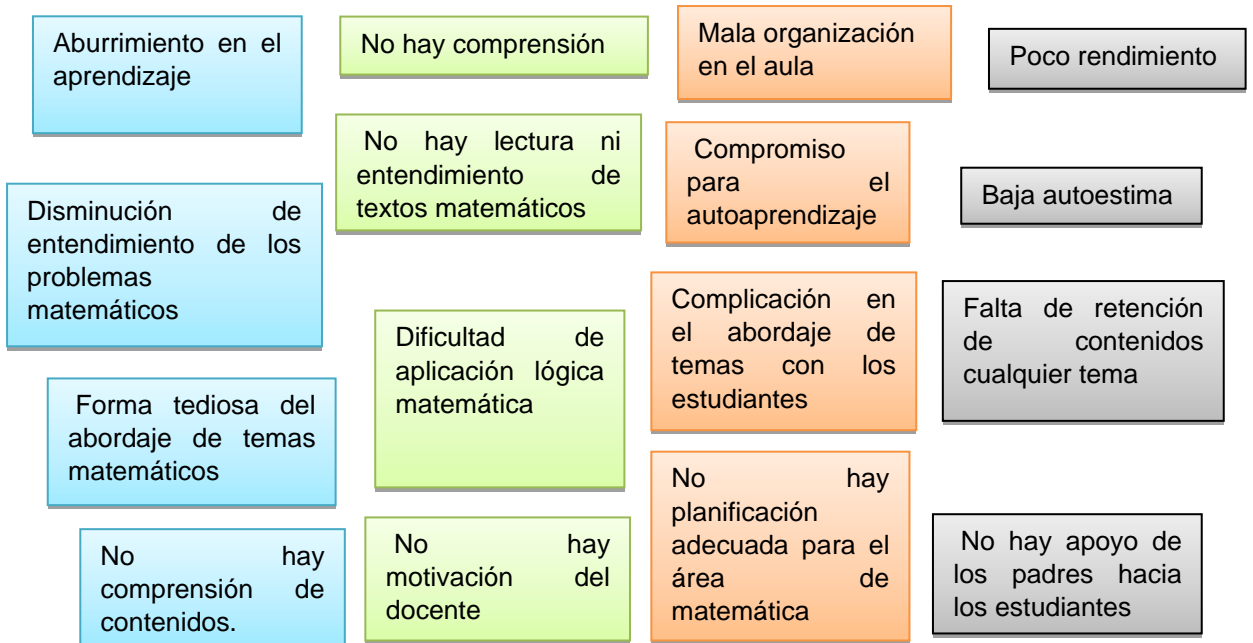 Aburrimiento en el
aprendizaje
Disminución de
entendimiento de los
problemas
matemáticos
Forma tediosa del
abordaje de temas
matemáticos
No hay
comprensión de
contenidos.
No hay comprensión
No hay lectura ni
entendimiento de
textos matemáticos
Dificultad de
aplicación lógica
matemática
No hay
motivación del
docente
Mala organización
en el aula
Compromiso
para el
autoaprendizaje
Complicación en
el abordaje de
temas con los
estudiantes
No hay
planificación
adecuada para el
área de
matemática
Poco rendimiento
Baja autoestima
Falta de retención
de contenidos
cualquier tema
No hay apoyo de
los padres hacia
los estudiantes